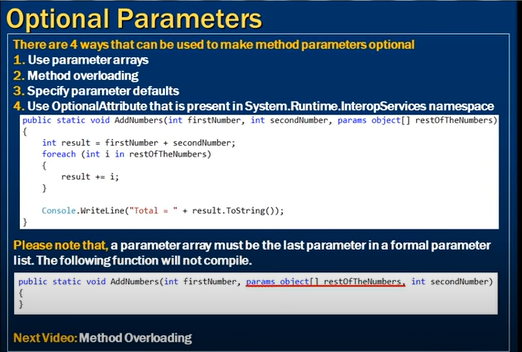 Optional Parameters
There are 4 ways that can be used to make method parameters optional
1. Use parameter arrays
2. Method overloading
3. Specify parameter defaults
4. Use OptionalAttribute that is present in System.Runtime.InteropServices namespace
public static void AddNumbers(int firstNumber, int secondNumber, params object[] restOfTheNumbers)
{
int result = firstNumber + secondNumber;
foreach (int i in restOfTheNumbers)
{
result += i;
}
Console.WriteLine("Total = " + result.ToString());
}
Please note that, a parameter array must be the last parameter in a formal parameter
list. The following function will not compile.
public static void AddNumbers(int firstNumber, params object[] restOfTheNumbers, int secondNumber)
{
}
Next Video: Method Overloading